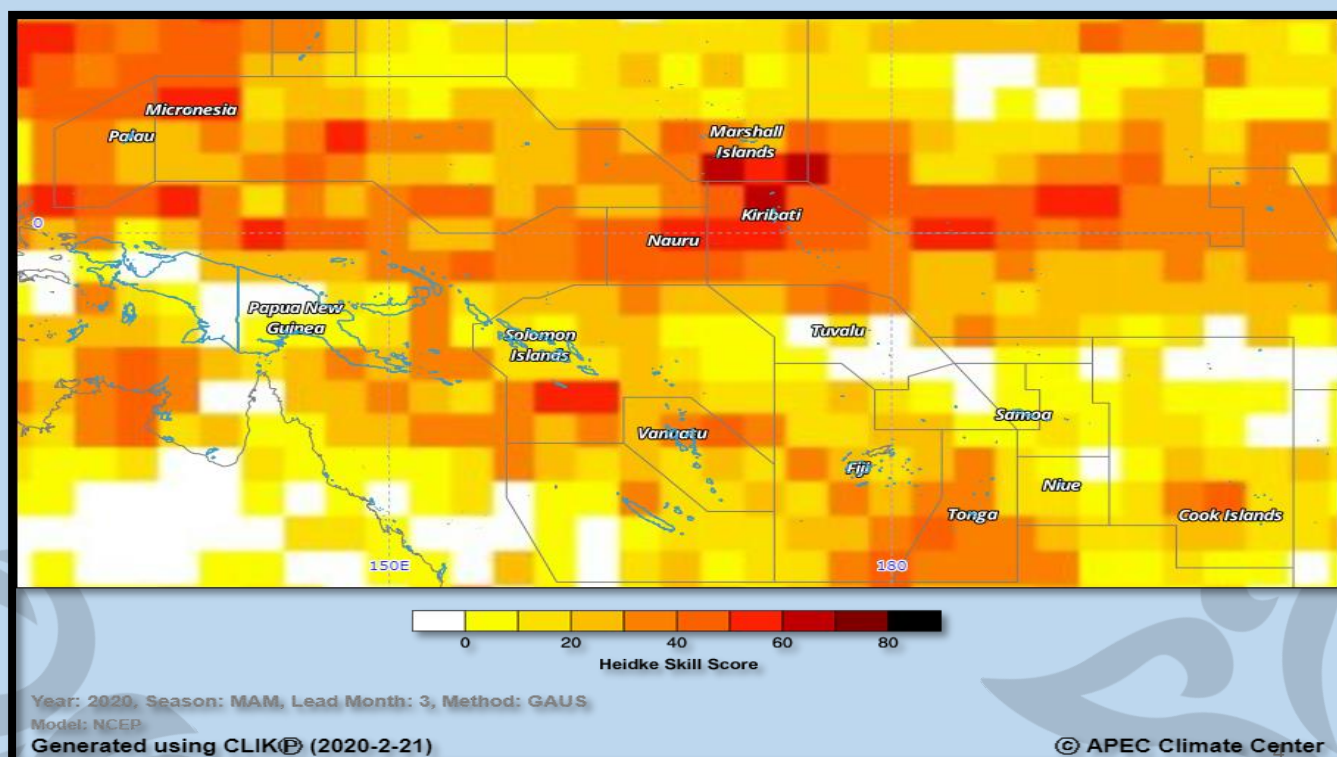 Micronesia
Palau
Marshall
Islands
Kiribati
0
Nauru
Papua New
Guinea
Solomon
Islands
Tuvalu
Samoa
Vanuatu
Fiji
Niue
Tonga
Cook Islands
150E
180
0 20 40 60 80
Heidke Skill Score
Year: 2020, Season: MAM, Lead Month: 3, Method: GAUS
Model: NCEP
Generated using CLIKⓅ (2020-2-21)
© APEC Climate Center